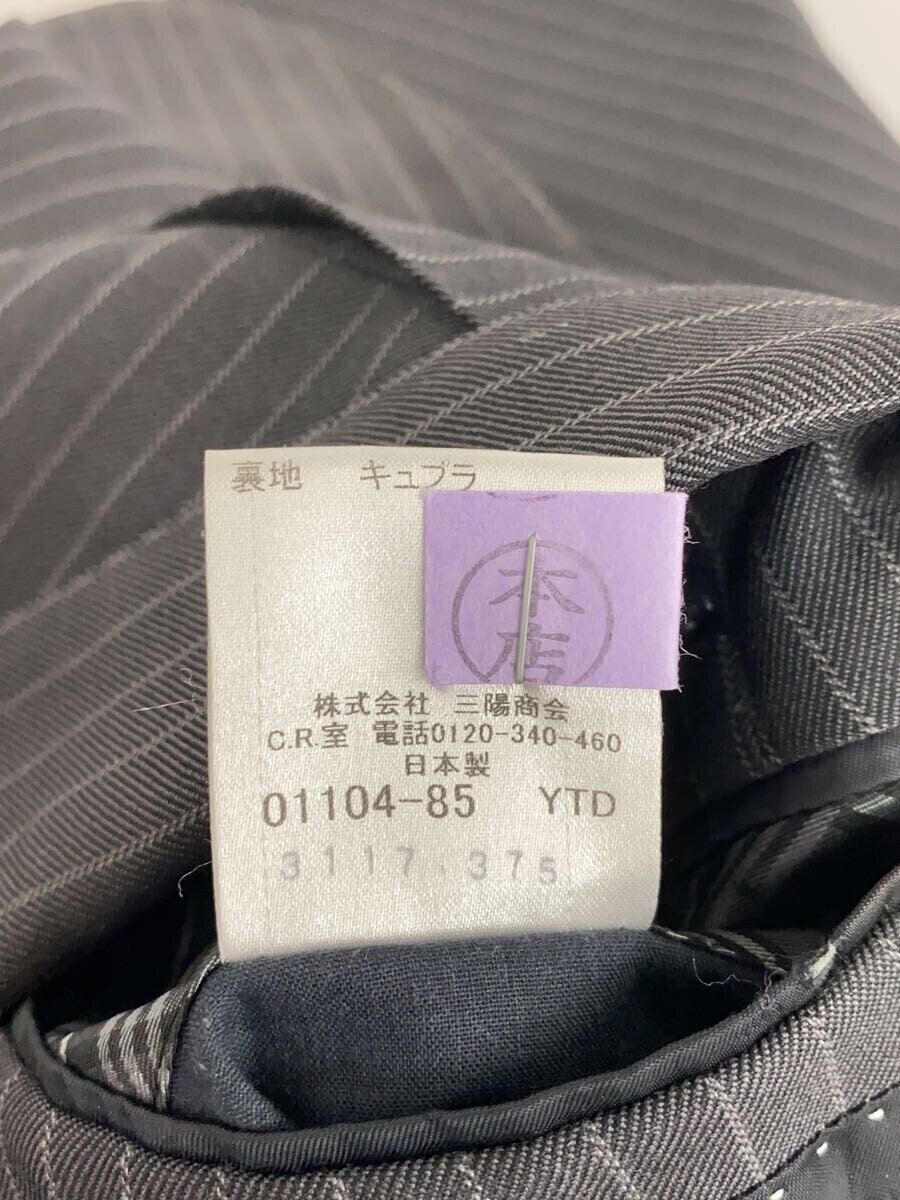 裏地 キュプラ
本
店
株式会社 三陽商会
C.R.室 電話0120-340-460
日本製
01104-85 YTD
3117.375